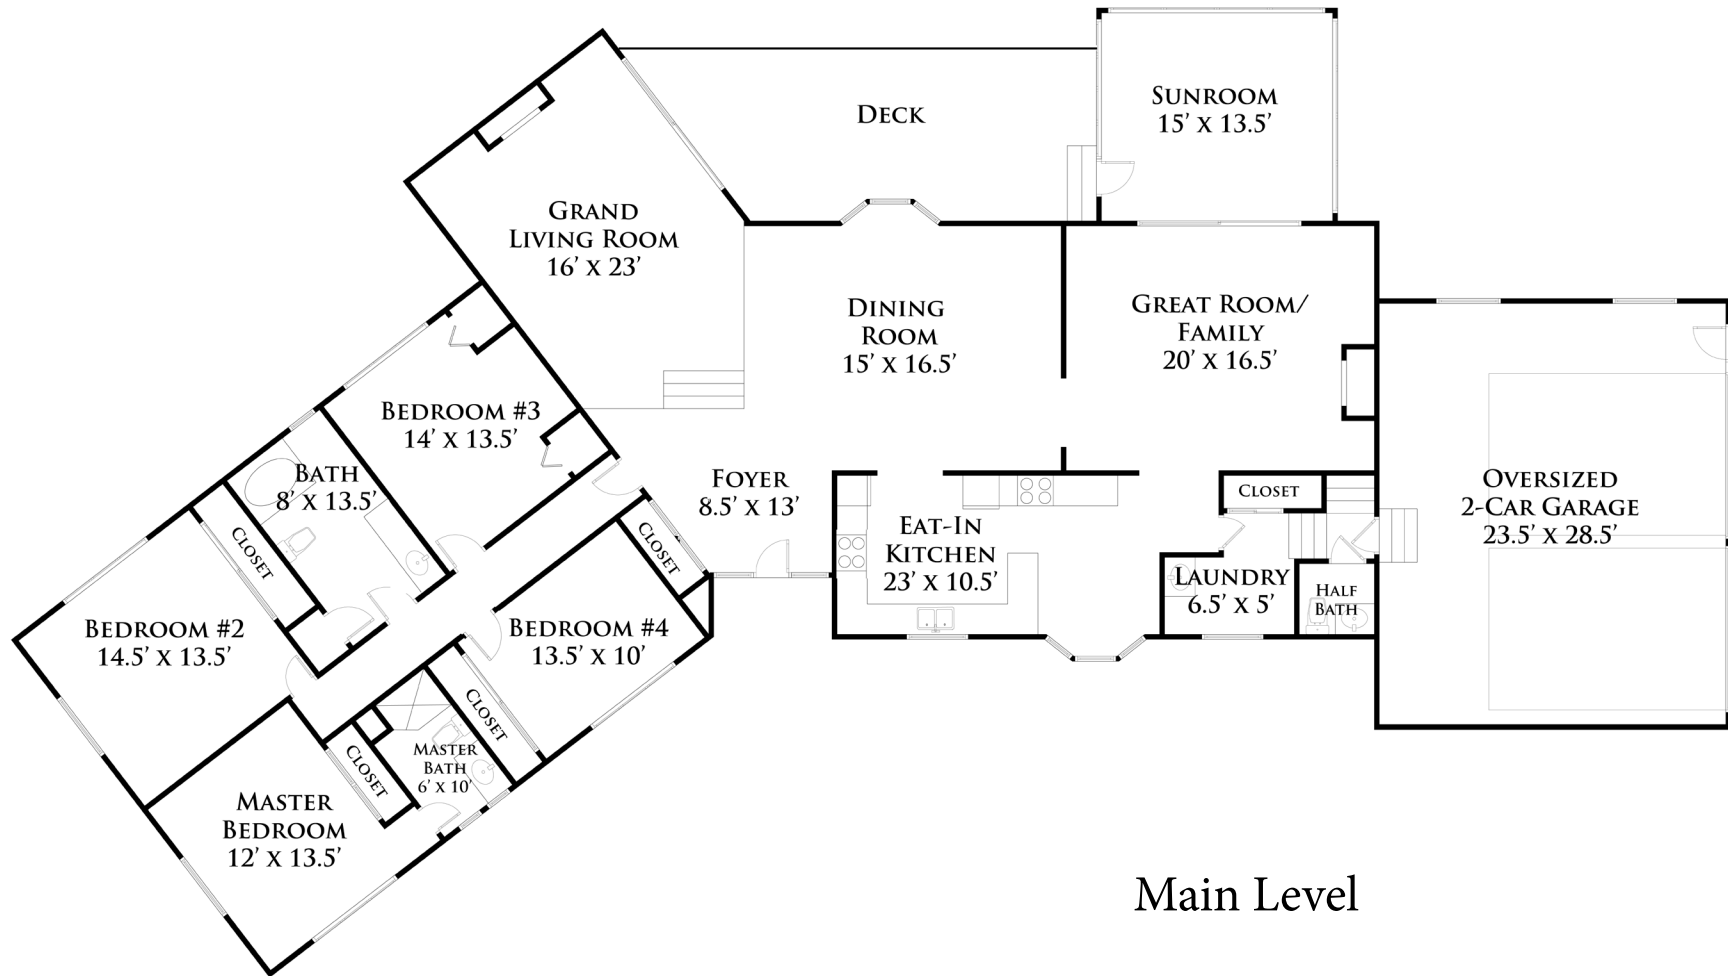 Sunroom
15’ x 13.5’
Deck
Grand
Living Room
16’ x 23’
Dining
Room
15’ x 16.5’
Great Room/
Family
20’ x 16.5’
Bedroom #3
14’ x 13.5’
Bath
8’ x 13.5’
Foyer
8.5’ x 13’
Closet
Oversized
2-Car Garage
23.5’ x 28.5’
Eat-In
Kitchen
23’ x 10.5’
Closet
Closet
Laundry
6.5’ x 5’
Half
Bath
Bedroom #2
14.5’ x 13.5’
Bedroom #4
13.5’ x 10’
Closet
Master
Bath
6’ x 10’
Closet
Master
Bedroom
12’ x 13.5’
Main Level